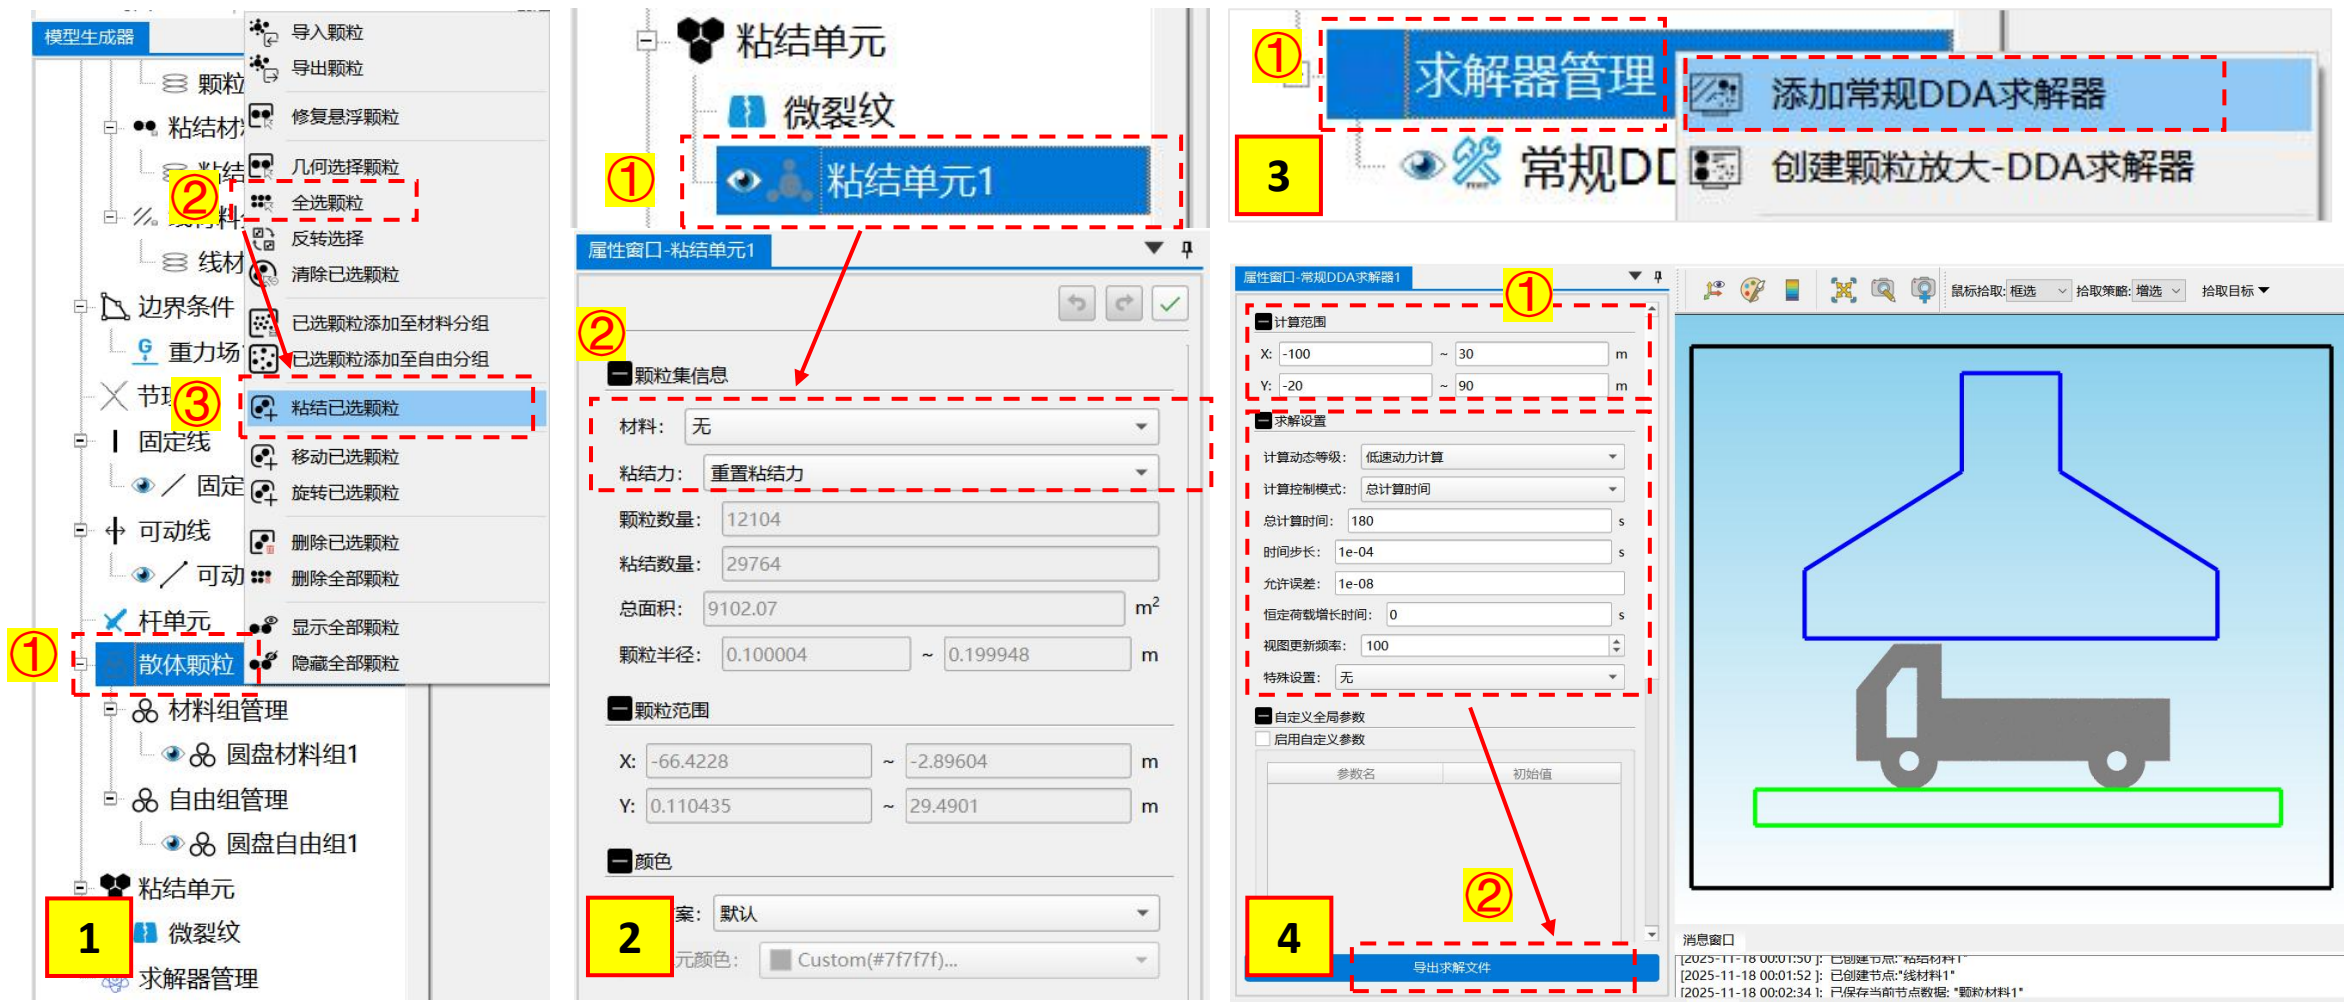 模型生成器
颗粒
粘结材
粘结
线材
边界条件
重力场
节理
固定线
固定
可动线
可动
杆单元
① 散体颗粒
材料组管理
圆盘材料组1
自由组管理
圆盘自由组1
粘结单元
微裂纹
求解器管理
1
导入颗粒
导出颗粒
修复悬浮颗粒
几何选择颗粒
② 全选颗粒
反转选择
清除已选颗粒
已选颗粒添加至材料分组
已选颗粒添加至自由分组
③ 粘结已选颗粒
移动已选颗粒
旋转已选颗粒
删除已选颗粒
删除全部颗粒
显示全部颗粒
隐藏全部颗粒
粘结单元
微裂纹
① 粘结单元1
属性窗口-粘结单元1
②
颗粒集信息
材料: 无
粘结力: 重置粘结力
颗粒数量: 12104
粘结数量: 29764
总面积: 9102.07 m²
颗粒半径: 0.100004 ~ 0.199948 m
颗粒范围
X: -66.4228 ~ -2.89604 m
Y: 0.110435 ~ 29.4901 m
颜色
案: 默认
元颜色: Custom(#7f7f7f)...
2
① 求解器管理
添加常规DDA求解器
常规DD
创建颗粒放大-DDA求解器
3
属性窗口-常规DDA求解器1
①
计算范围
X: -100 ~ 30 m
Y: -20 ~ 90 m
求解设置
计算动态等级: 低速动力计算
计算控制模式: 总计算时间
总计算时间: 180 s
时间步长: 1e-04 s
允许误差: 1e-08
恒定荷载增长时间: 0 s
视图更新频率: 100
特殊设置: 无
自定义全局参数
启用自定义参数
参数名 初始值
②
4
导出求解文件
鼠标拾取: 框选 拾取策略: 增选 拾取目标
消息窗口
[2025-11-18 00:01:50 ]: 已创建节点:"粘结材料1"
[2025-11-18 00:01:52 ]: 已创建节点:"线材料1"
[2025-11-18 00:02:34 ]: 已保存当前节点数据: "颗粒材料1"